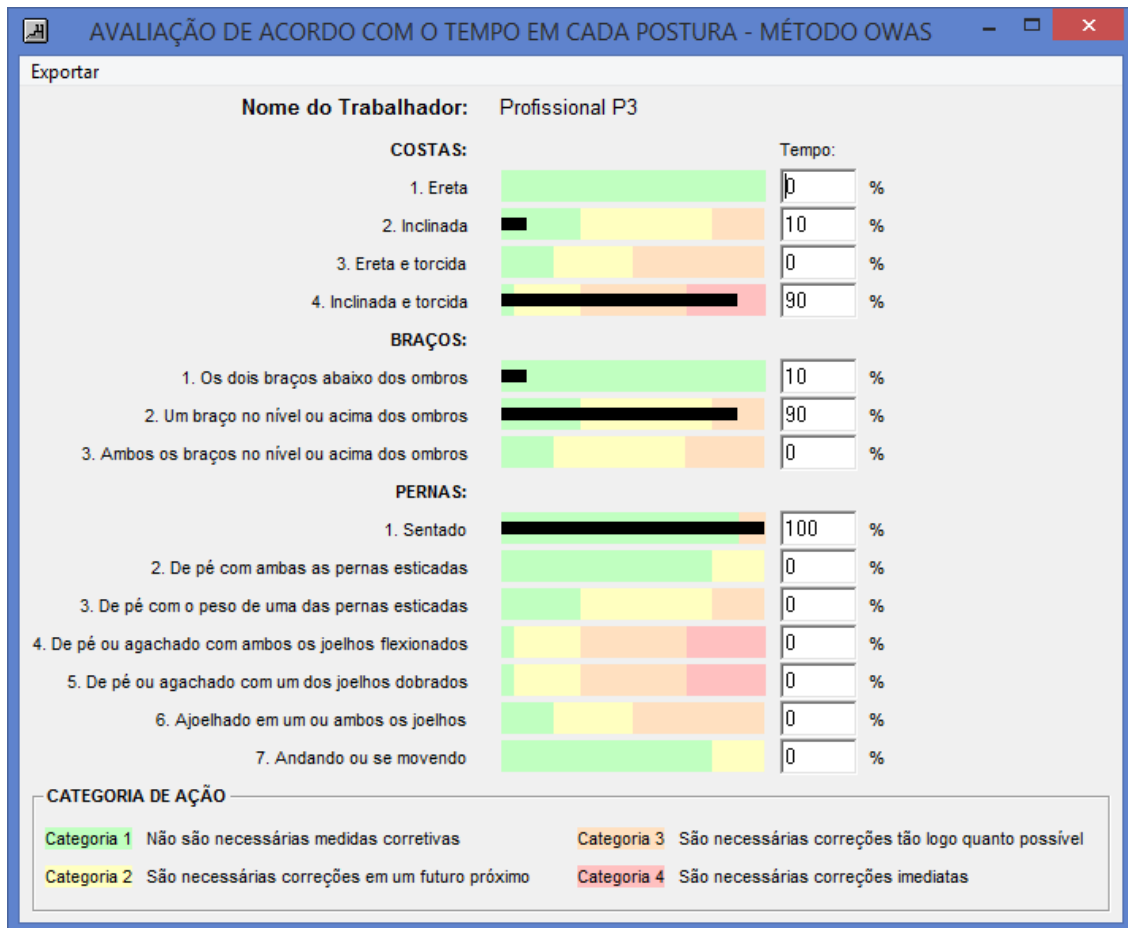 AVALIAÇÃO DE ACORDO COM O TEMPO EM CADA POSTURA - MÉTODO OWAS
Exportar
Nome do Trabalhador: Profissional P3
COSTAS: Tempo:
1. Ereta 0 %
2. Inclinada 10 %
3. Ereta e torcida 0 %
4. Inclinada e torcida 90 %
BRAÇOS:
1. Os dois braços abaixo dos ombros 10 %
2. Um braço no nível ou acima dos ombros 90 %
3. Ambos os braços no nível ou acima dos ombros 0 %
PERNAS:
1. Sentado 100 %
2. De pé com ambas as pernas esticadas 0 %
3. De pé com o peso de uma das pernas esticadas 0 %
4. De pé ou agachado com ambos os joelhos flexionados 0 %
5. De pé ou agachado com um dos joelhos dobrados 0 %
6. Ajoelhado em um ou ambos os joelhos 0 %
7. Andando ou se movendo 0 %
CATEGORIA DE AÇÃO
Categoria 1 Não são necessárias medidas corretivas Categoria 3 São necessárias correções tão logo quanto possível
Categoria 2 São necessárias correções em um futuro próximo Categoria 4 São necessárias correções imediatas